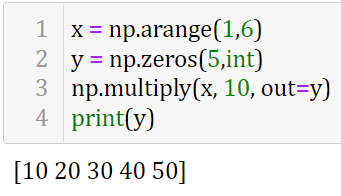 1 x = np.arange(1,6)
2 y = np.zeros(5,int)
3 np.multiply(x, 10, out=y)
4 print(y)
[10 20 30 40 50]